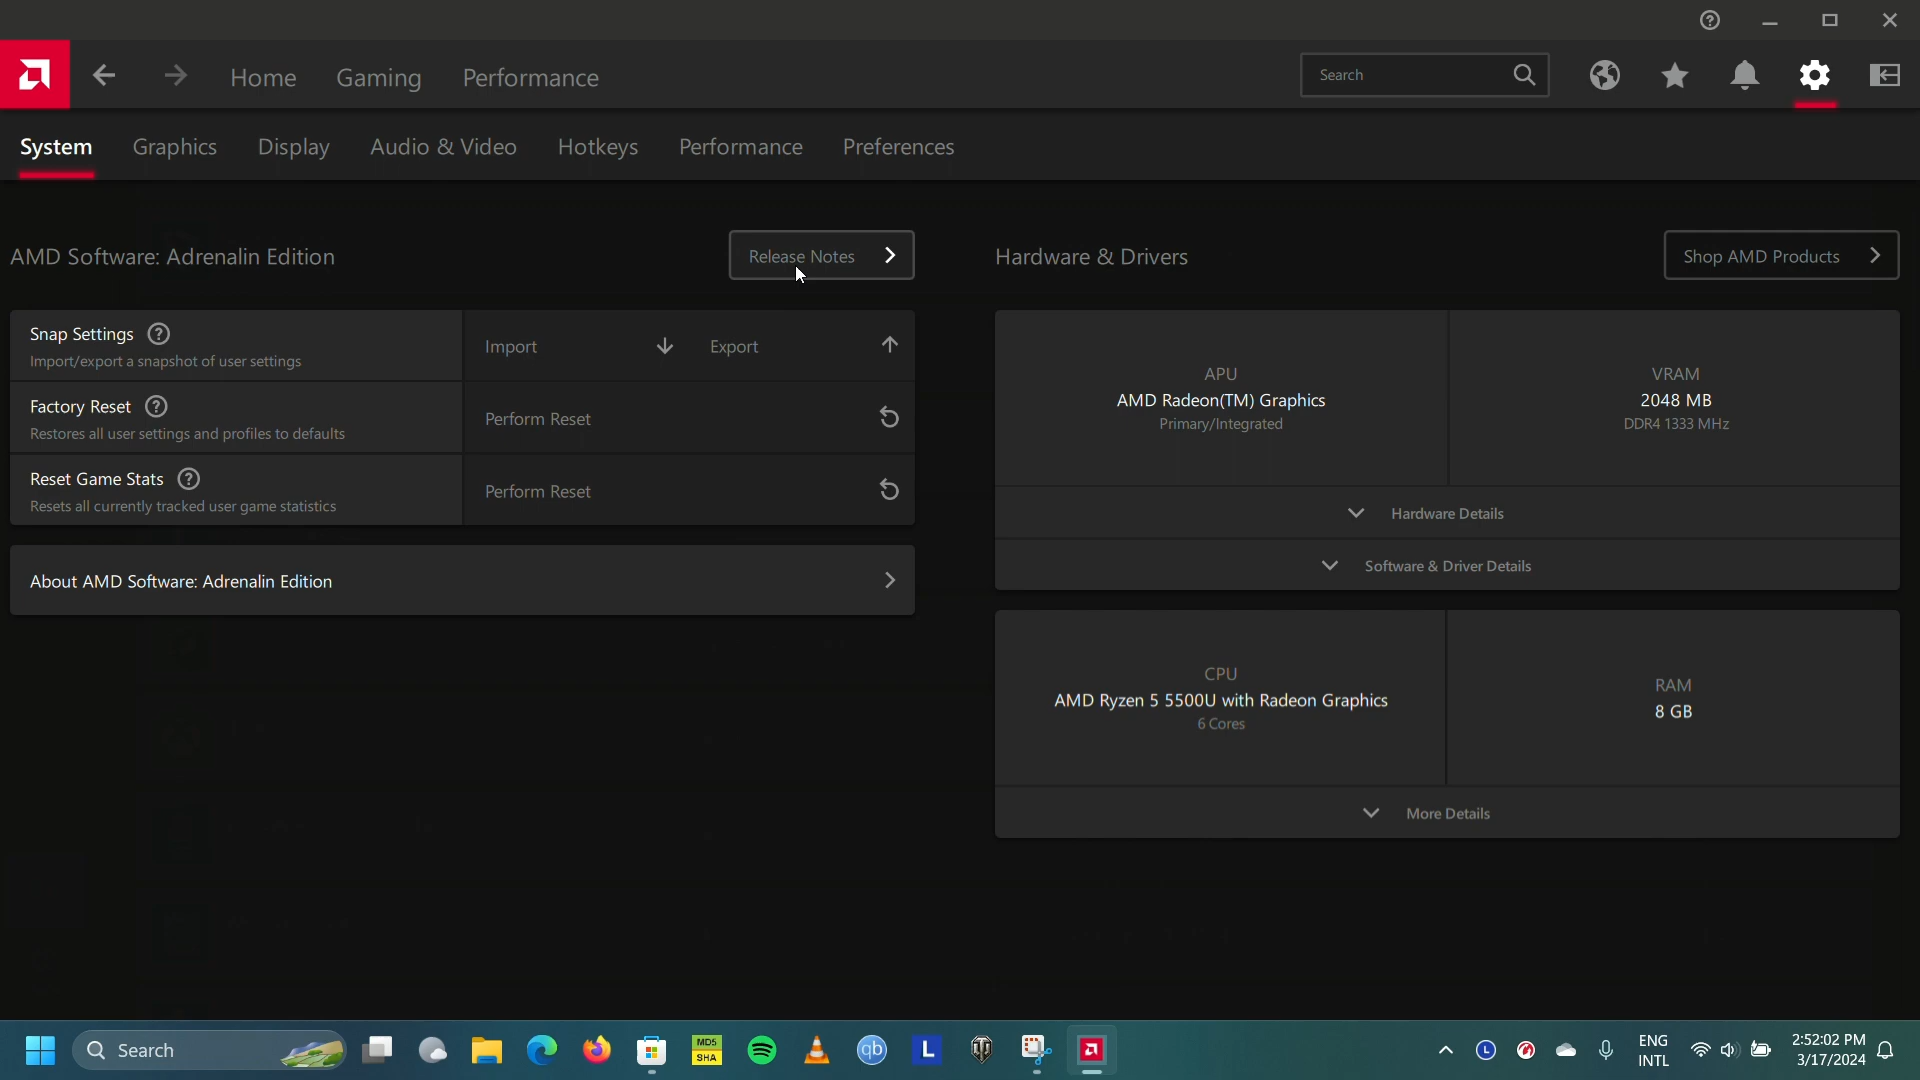 Home Gaming Performance Search
System Graphics Display Audio & Video Hotkeys Performance Preferences
AMD Software: Adrenalin Edition
Release Notes
Snap Settings
Import/export a snapshot of user settings
Import Export
Factory Reset
Restores all user settings and profiles to defaults
Perform Reset
Reset Game Stats
Resets all currently tracked user game statistics
Perform Reset
About AMD Software: Adrenalin Edition
Hardware & Drivers
Shop AMD Products
APU
AMD Radeon(TM) Graphics
Primary/Integrated
VRAM
2048 MB
DDR4 1333 MHz
Hardware Details
Software & Driver Details
CPU
AMD Ryzen 5 5500U with Radeon Graphics
6 Cores
RAM
8 GB
More Details
Search
MD5
SHA
qb
L
L
ENG
INTL
2:52:02 PM
3/17/2024